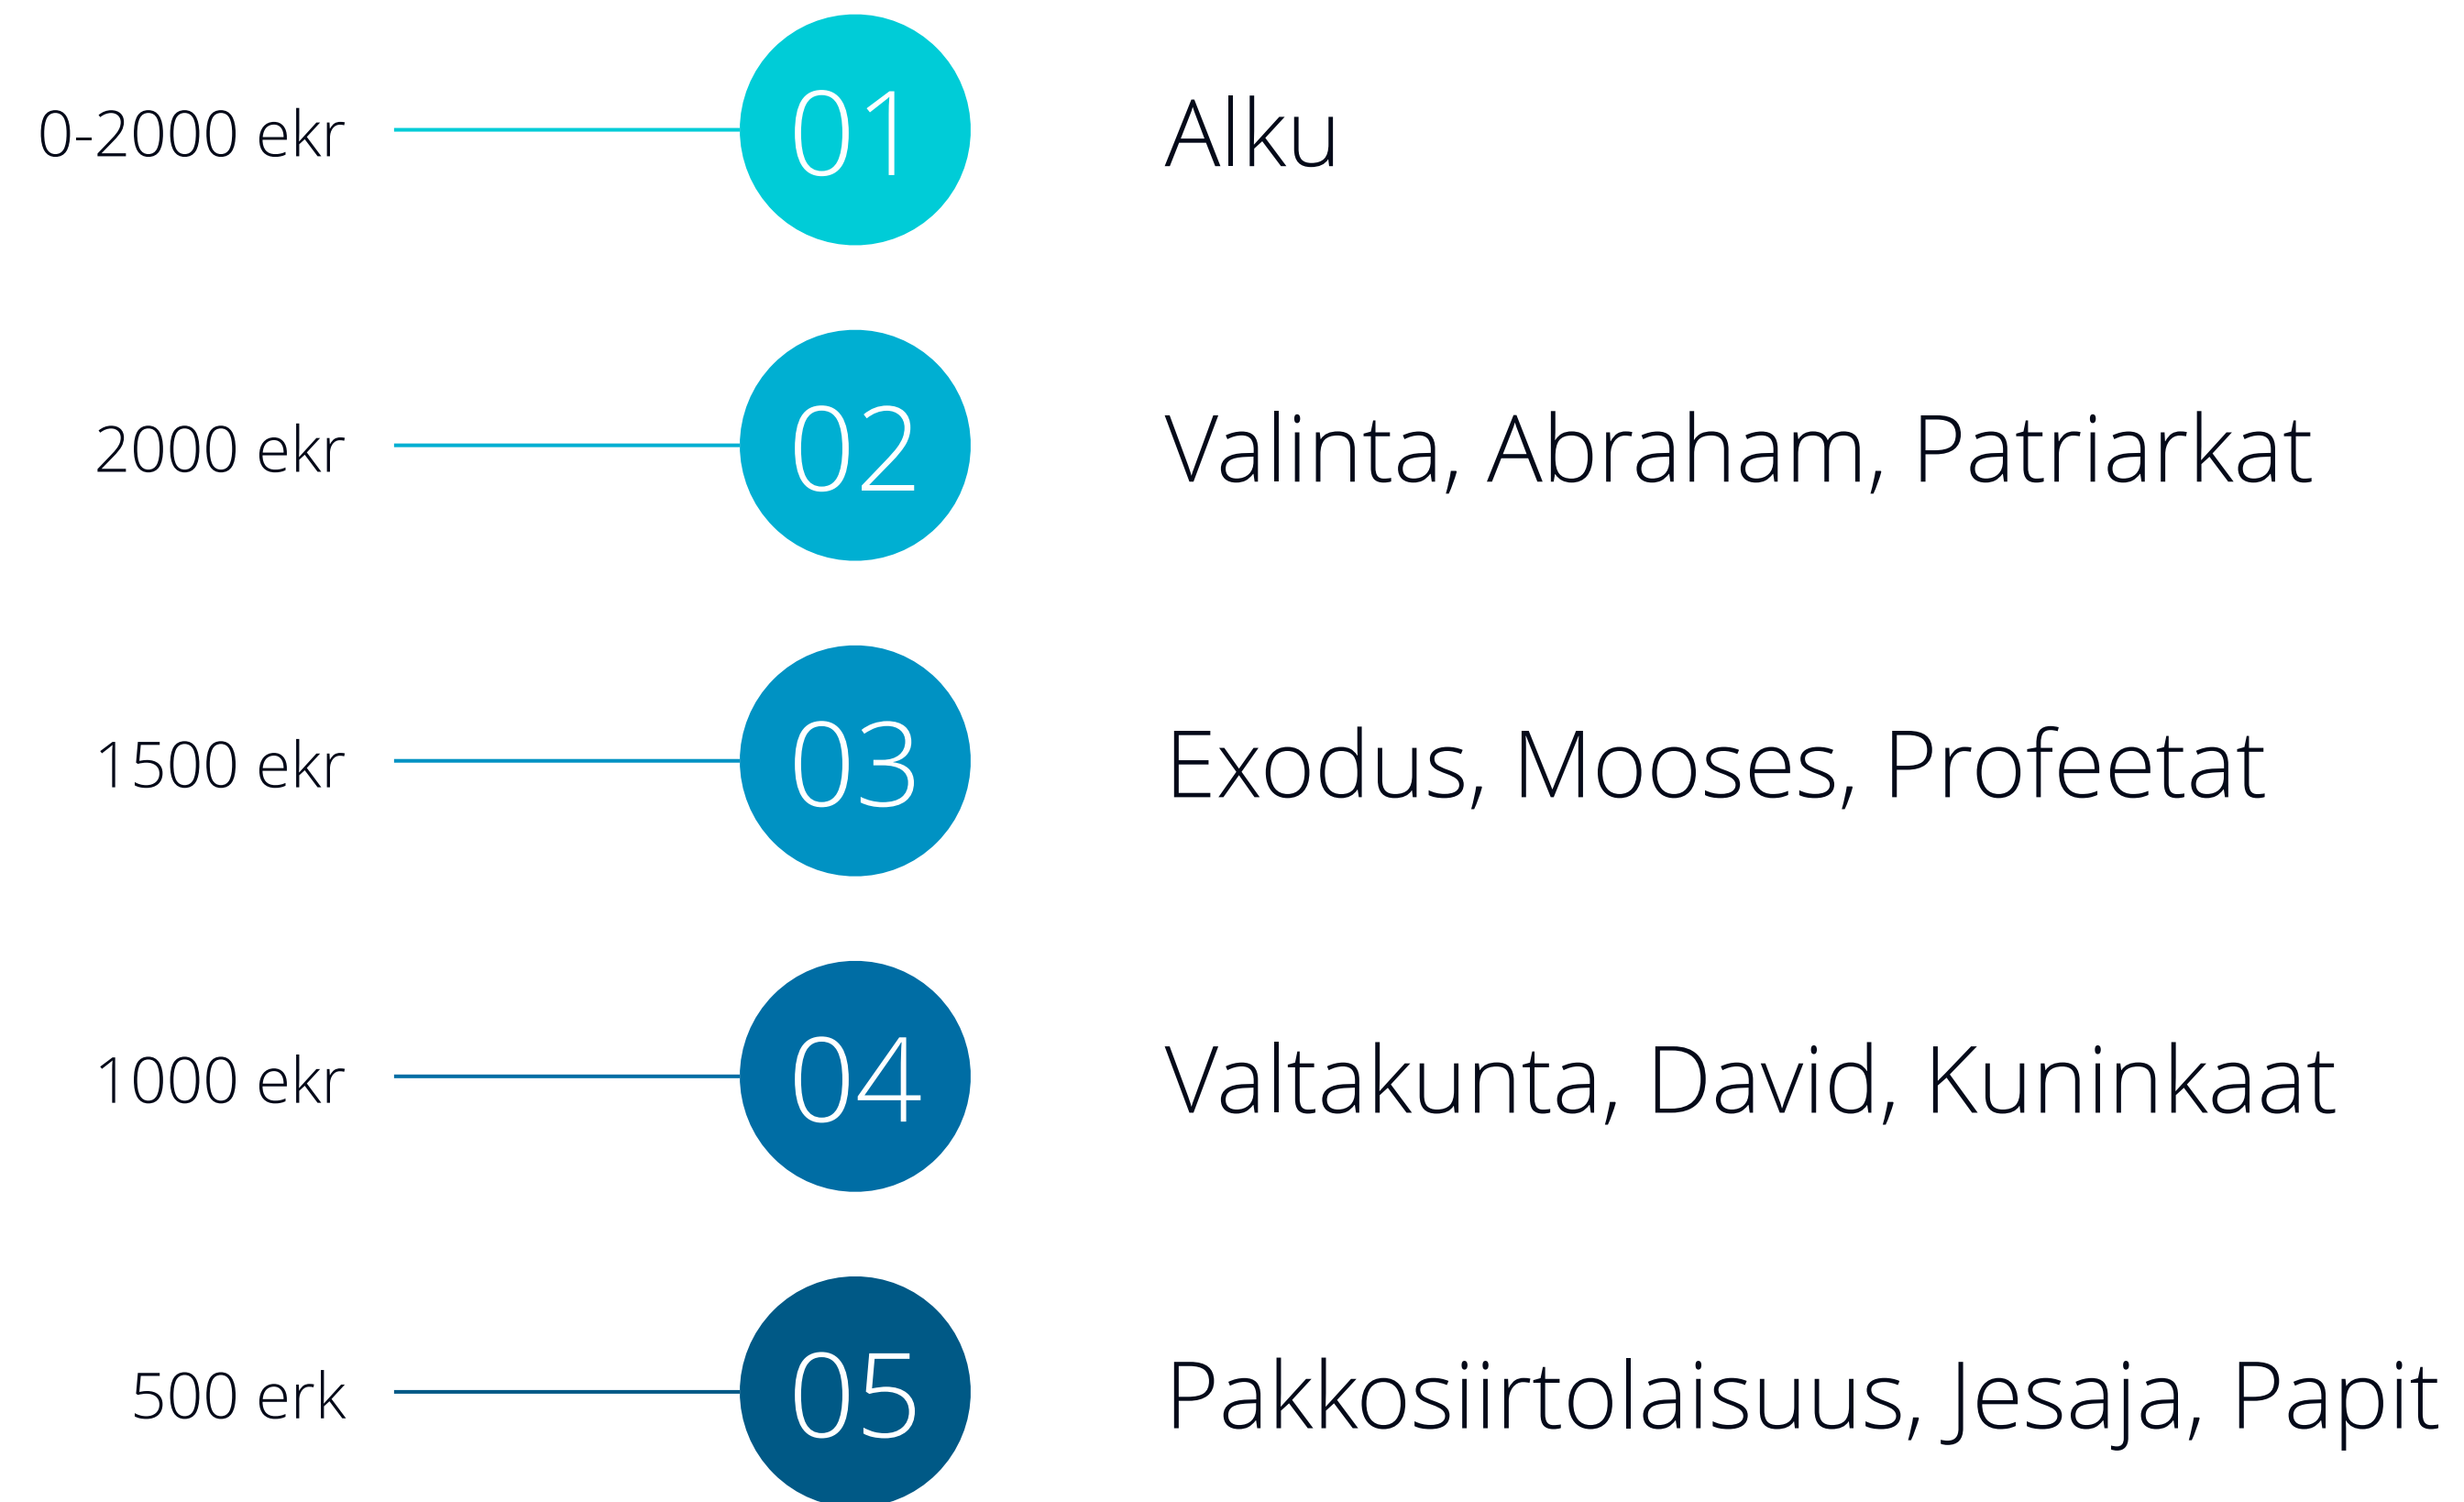 0-2000 ekr 01 Alku
2000 ekr 02 Valinta, Abraham, Patriarkat
1500 ekr 03 Exodus, Mooses, Profeetat
1000 ekr 04 Valtakunta, David, Kuninkaat
500 erk 05 Pakkosiirtolaisuus, Jesaja, Papit